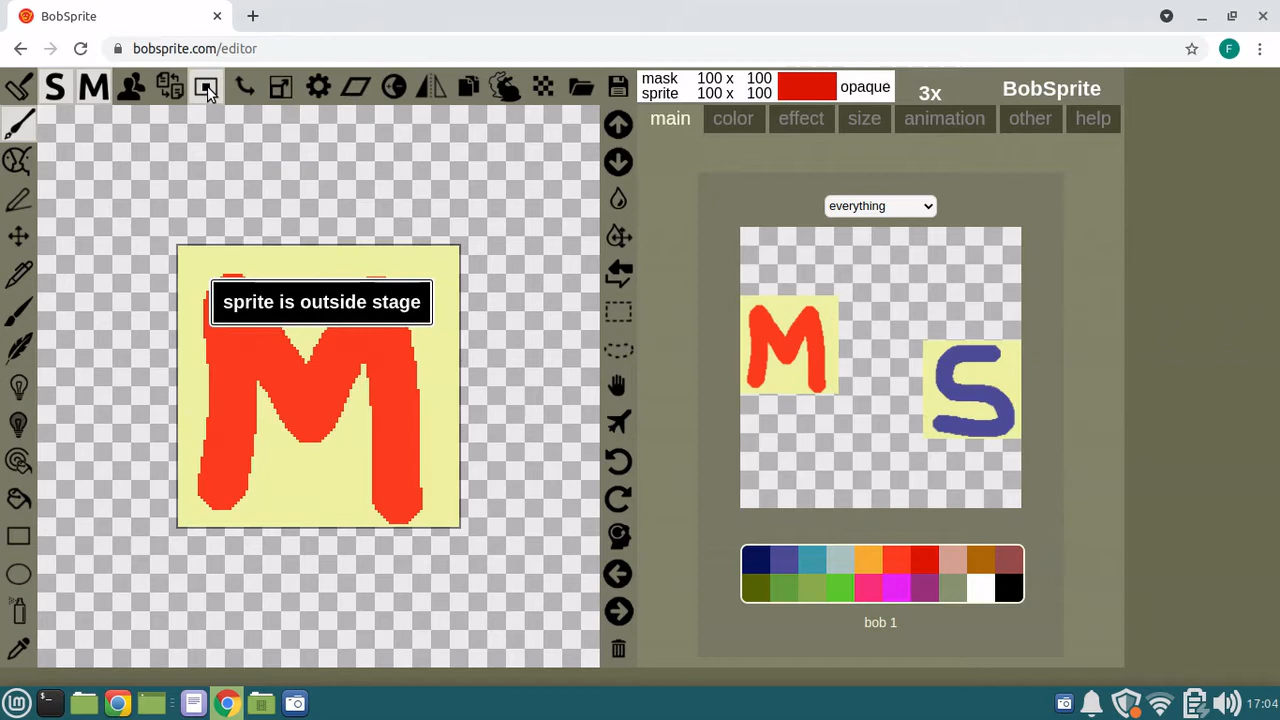 BobSprite
bobsprite.com/editor
F
S M
mask 100 x 100
sprite 100 x 100
opaque
3x
BobSprite
main color effect size animation other help
everything
sprite is outside stage
M
M
S
bob 1
17:04